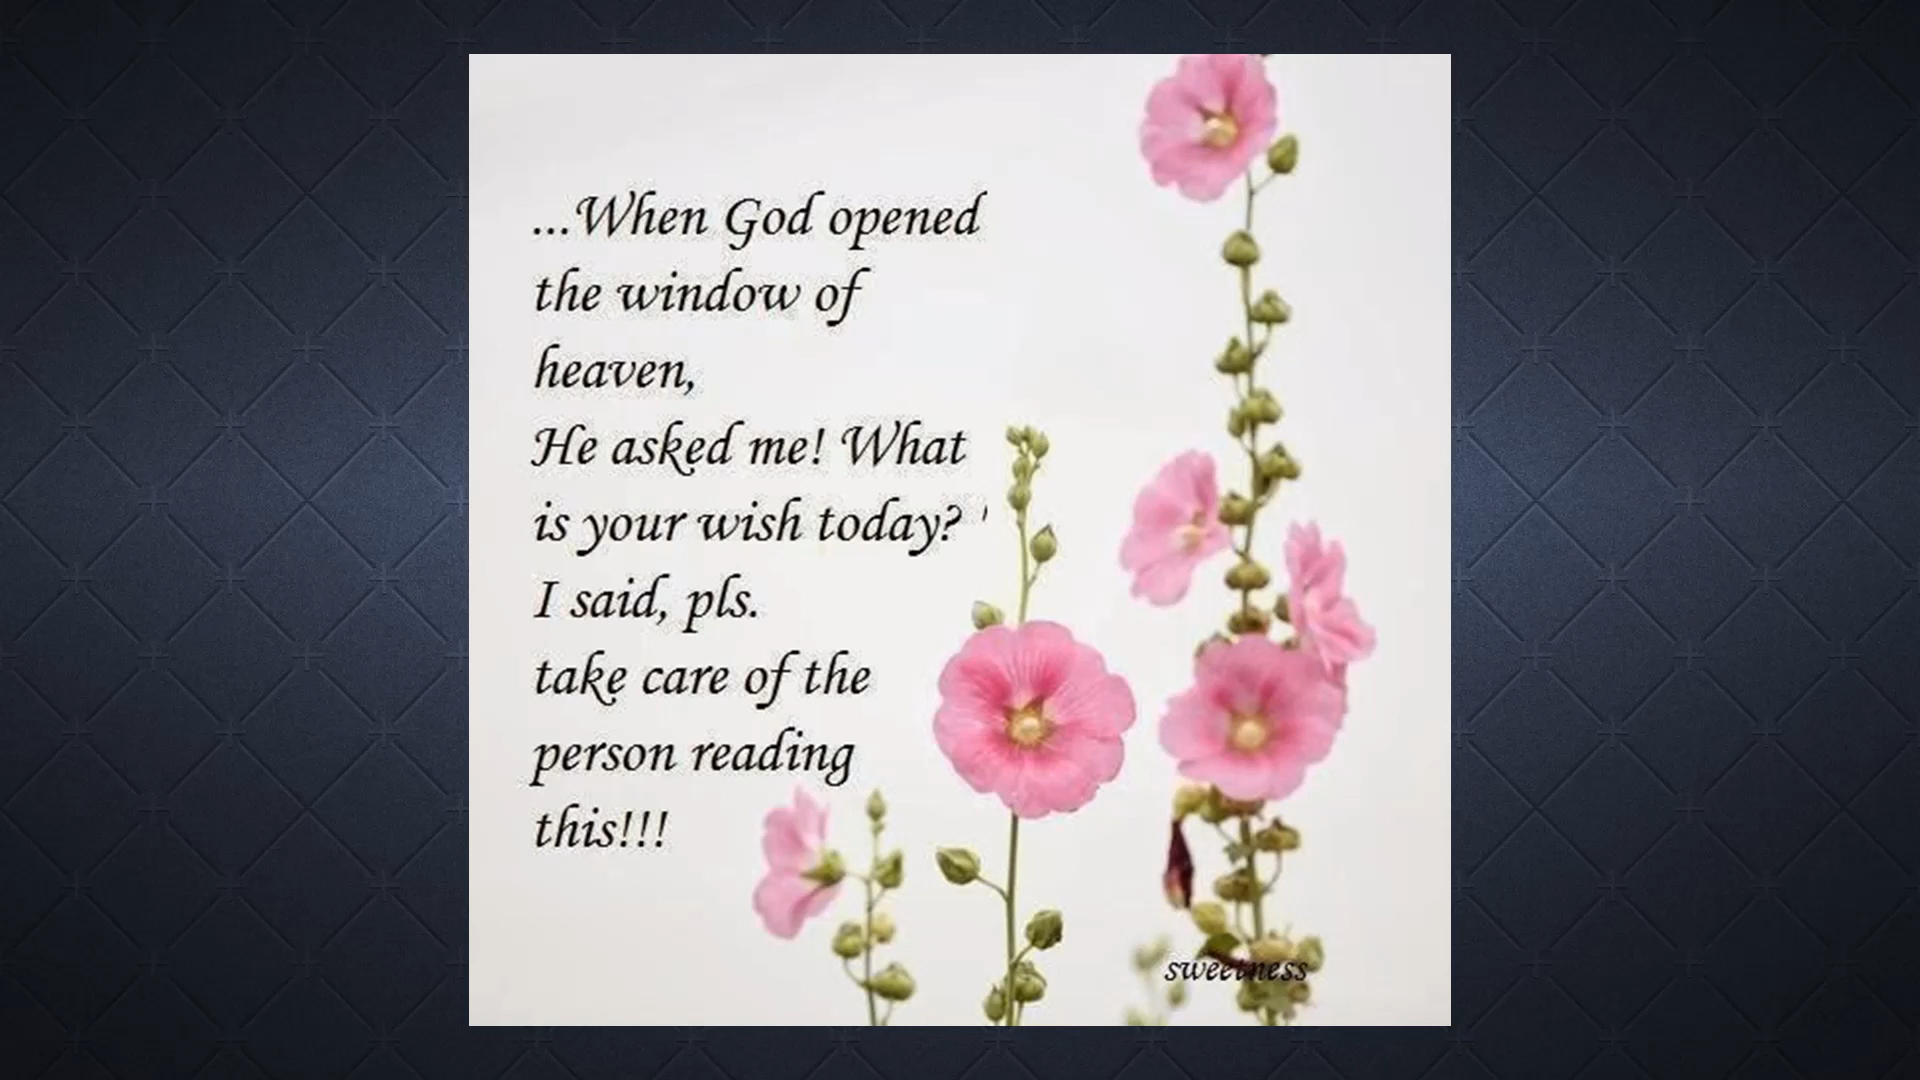 ...When God opened
the window of
heaven,
He asked me! What
is your wish today? '
I said, pls.
take care of the
person reading
this!!!
sweetness